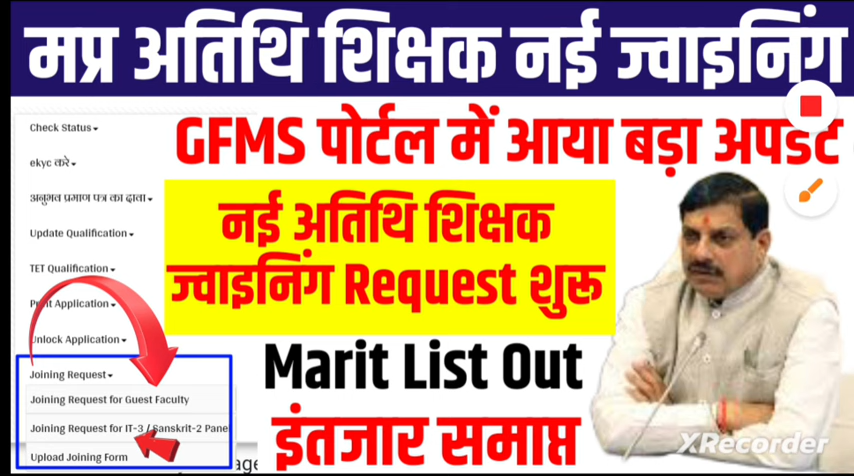 मप्र अतिथि शिक्षक नई ज्वाइनिंग
GFMS पोर्टल में आया बड़ा अपडेट
Check Status
ekyc करे
अनुभव प्रमाण पत्र का दावा
Update Qualification
TET Qualification
Print Application
Unlock Application
Joining Request
Joining Request for Guest Faculty
Joining Request for IT-3 / Sanskrit-2 Pane
Upload Joining Form
नई अतिथि शिक्षक
ज्वाइनिंग Request शुरू
Marit List Out
इंतजार समाप्त
XRecorder